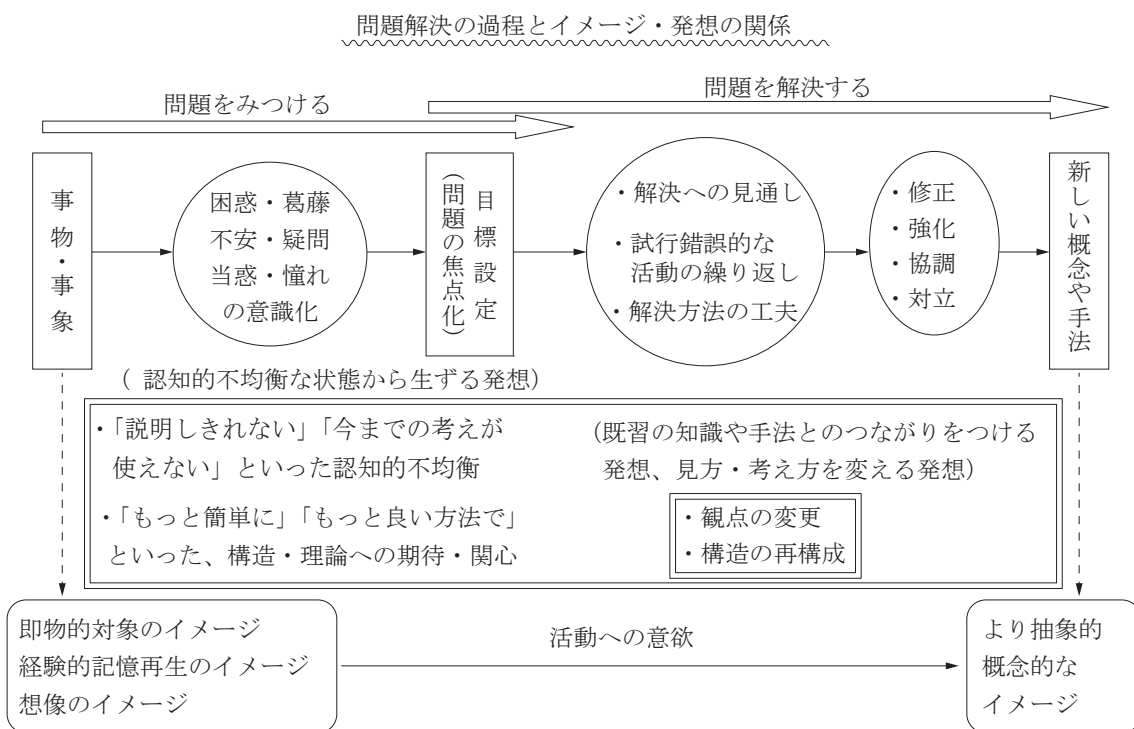 問題解決の過程とイメージ・発想の関係
問題をみつける
問題を解決する
事物・事象
困惑・葛藤
不安・疑問
当惑・憧れ
の意識化
目標設定
(問題の焦点化)
・解決への見通し
・試行錯誤的な
活動の繰り返し
・解決方法の工夫
・修正
・強化
・協調
・対立
新しい概念や手法
( 認知的不均衡な状態から生ずる発想)
・「説明しきれない」「今までの考えが
使えない」といった認知的不均衡
・「もっと簡単に」「もっと良い方法で」
といった、構造・理論への期待・関心
(既習の知識や手法とのつながりをつける
発想、見方・考え方を変える発想)
・観点の変更
・構造の再構成
即物的対象のイメージ
経験的記憶再生のイメージ
想像のイメージ
活動への意欲
より抽象的
概念的な
イメージ